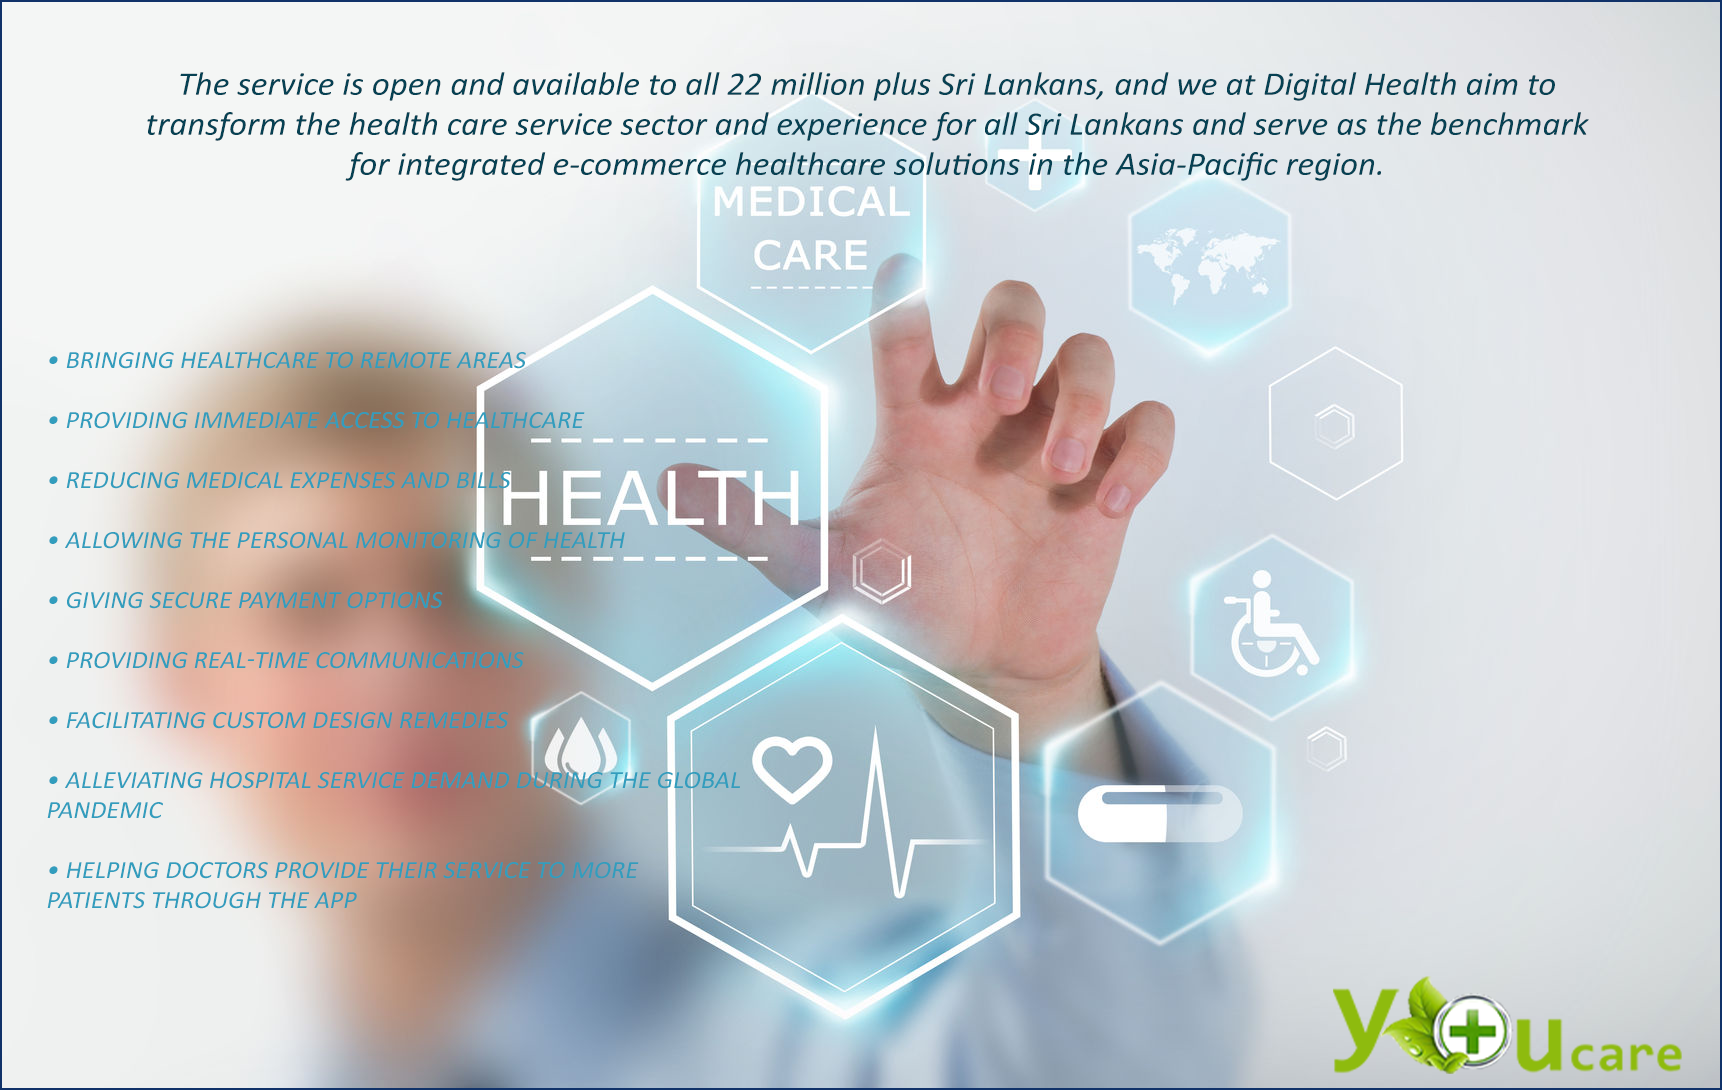 The service is open and available to all 22 million plus Sri Lankans, and we at Digital Health aim to
transform the health care service sector and experience for all Sri Lankans and serve as the benchmark
for integrated e-commerce healthcare solutions in the Asia-Pacific region.
MEDICAL
CARE
• BRINGING HEALTHCARE TO REMOTE AREAS
• PROVIDING IMMEDIATE ACCESS TO HEALTHCARE
• REDUCING MEDICAL EXPENSES AND BILLS
HEALTH
• ALLOWING THE PERSONAL MONITORING OF HEALTH
• GIVING SECURE PAYMENT OPTIONS
• PROVIDING REAL-TIME COMMUNICATIONS
• FACILITATING CUSTOM DESIGN REMEDIES
• ALLEVIATING HOSPITAL SERVICE DEMAND DURING THE GLOBAL
PANDEMIC
• HELPING DOCTORS PROVIDE THEIR SERVICE TO MORE
PATIENTS THROUGH THE APP
youcare